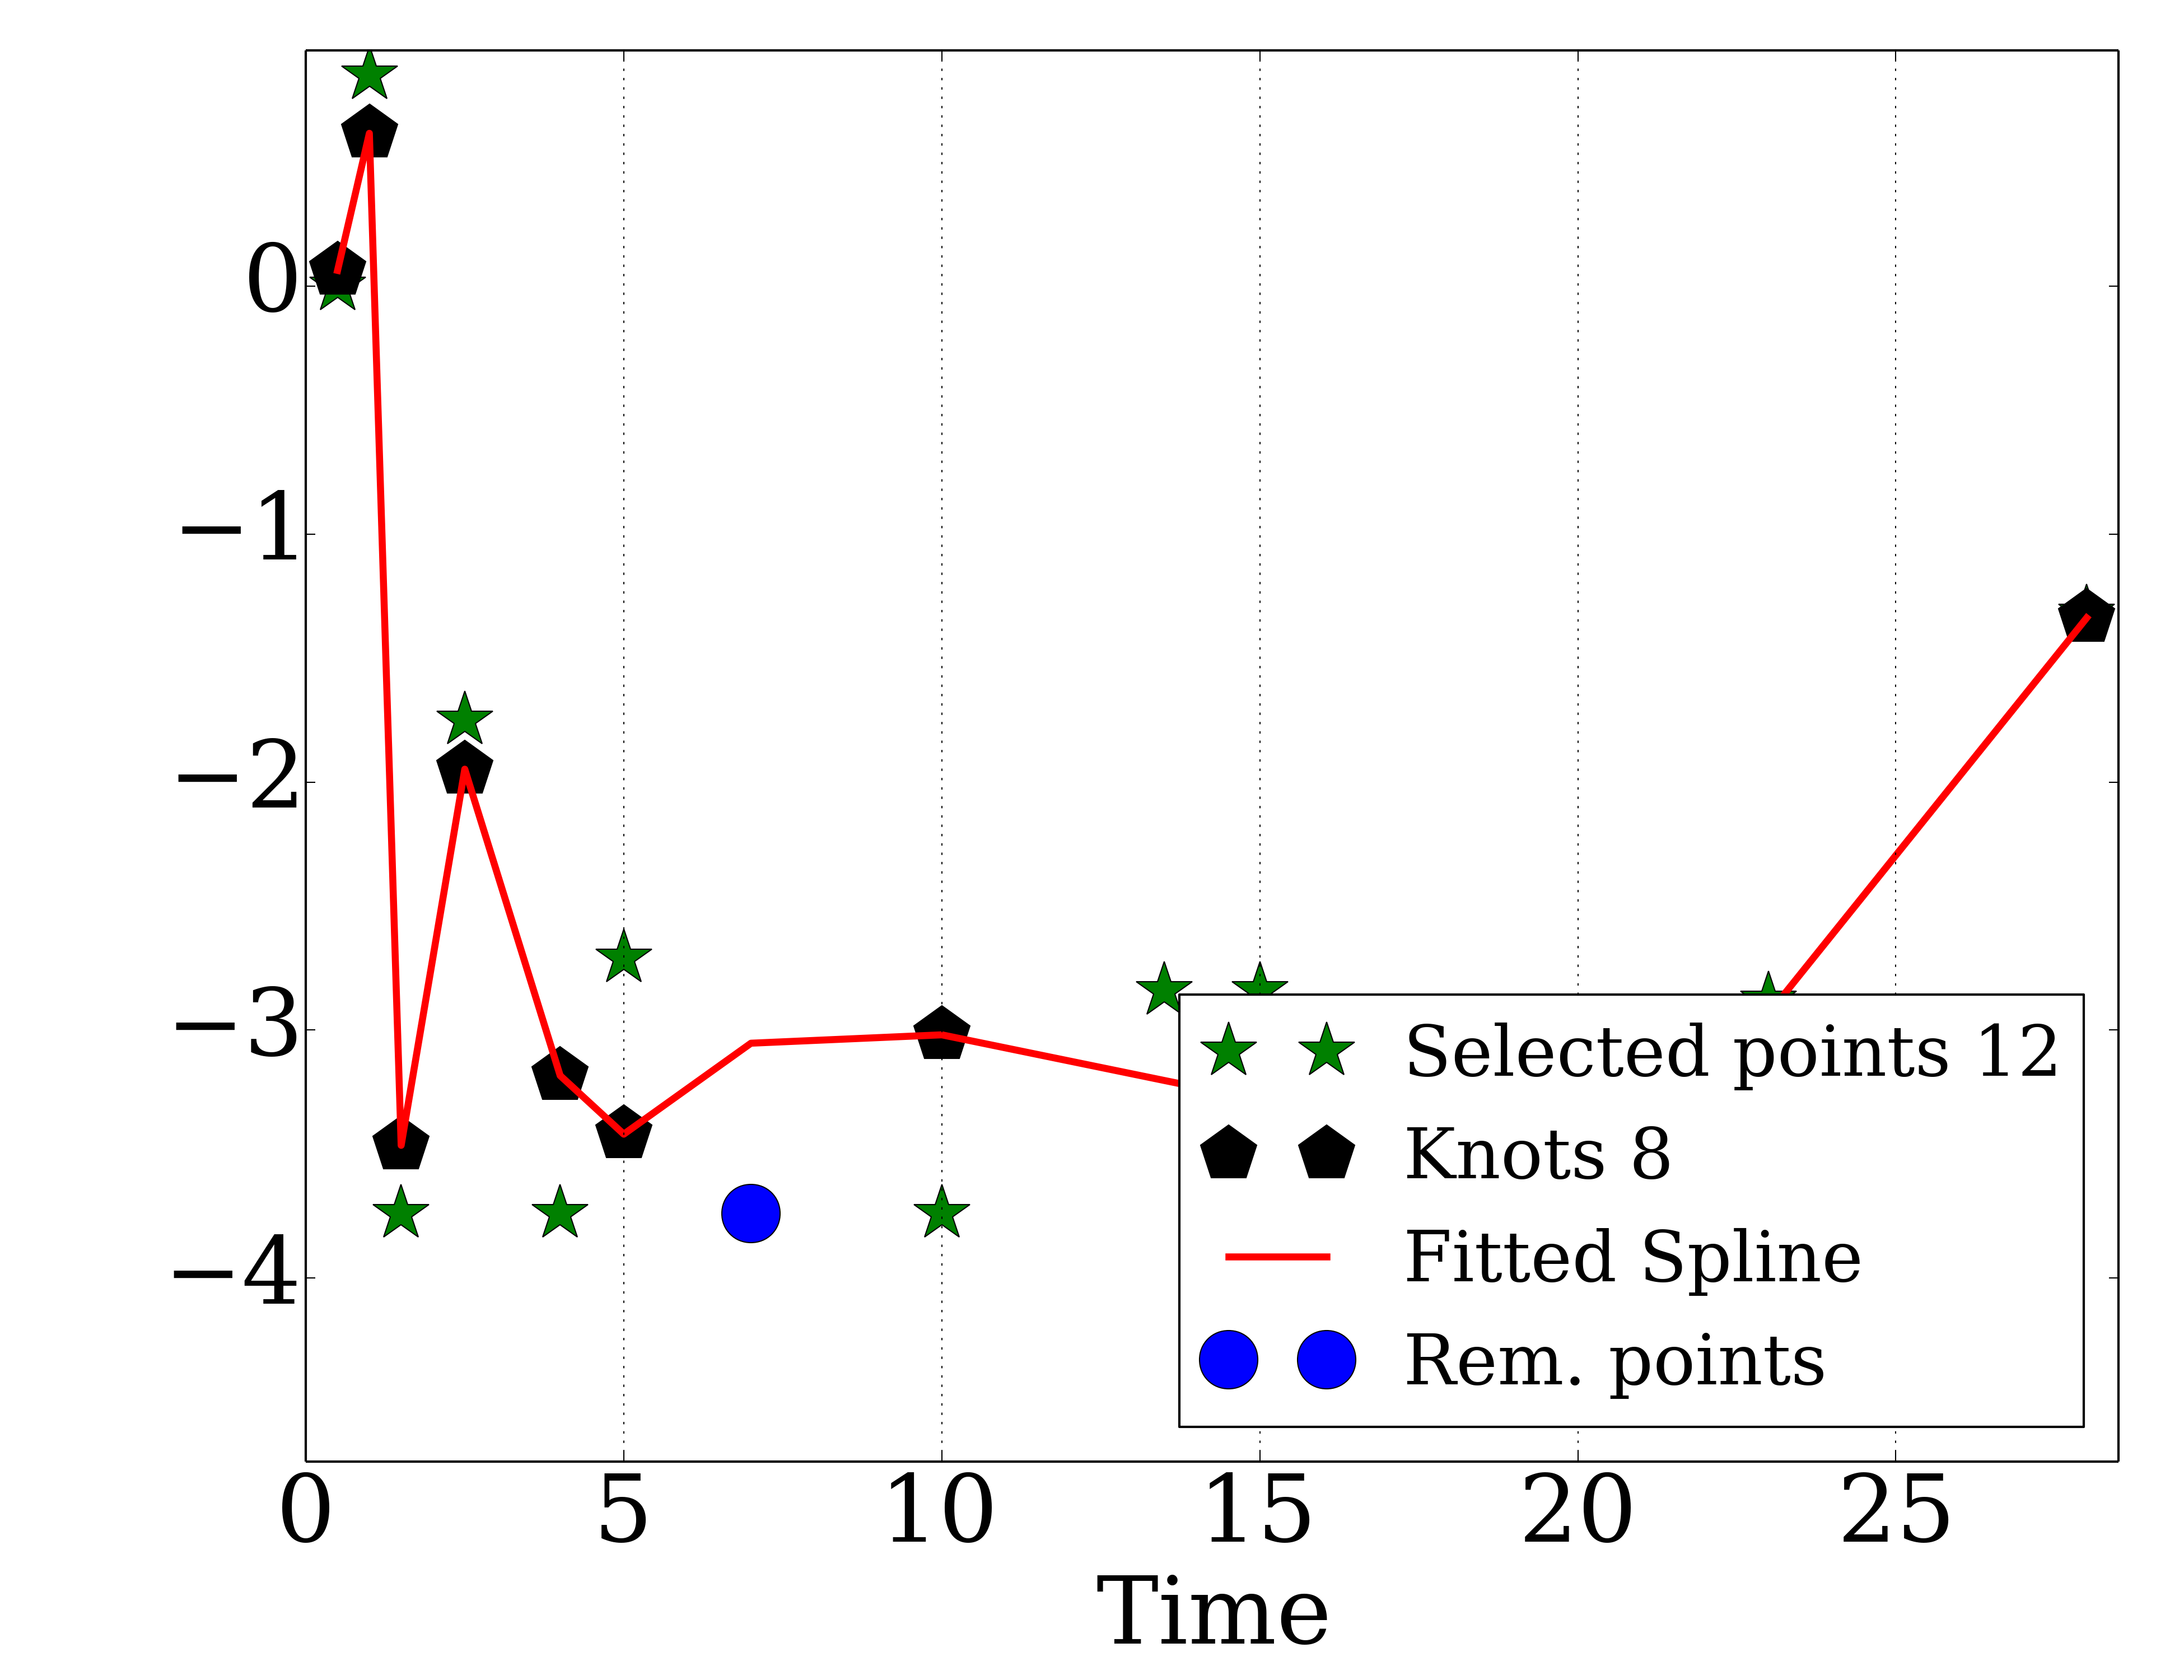 0
−1
−2
−3
−4
Selected points 12
Knots 8
Fitted Spline
Rem. points
0 5 10 15 20 25
Time